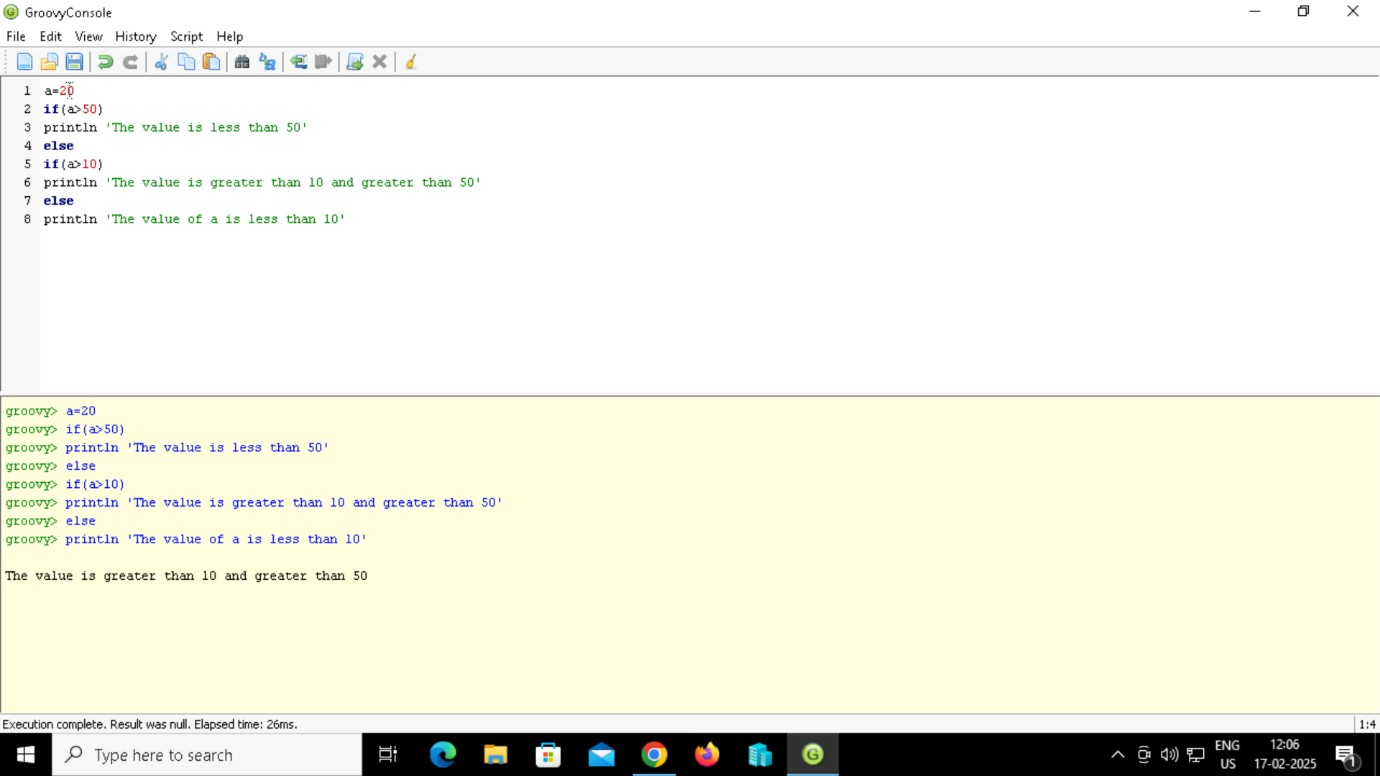 GroovyConsole
File Edit View History Script Help
1 a=20
2 if(a>50)
3 println 'The value is less than 50'
4 else
5 if(a>10)
6 println 'The value is greater than 10 and greater than 50'
7 else
8 println 'The value of a is less than 10'
groovy> a=20
groovy> if(a>50)
groovy> println 'The value is less than 50'
groovy> else
groovy> if(a>10)
groovy> println 'The value is greater than 10 and greater than 50'
groovy> else
groovy> println 'The value of a is less than 10'
The value is greater than 10 and greater than 50
Execution complete. Result was null. Elapsed time: 26ms. 1:4
Type here to search
ENG 12:06
US 17-02-2025 1